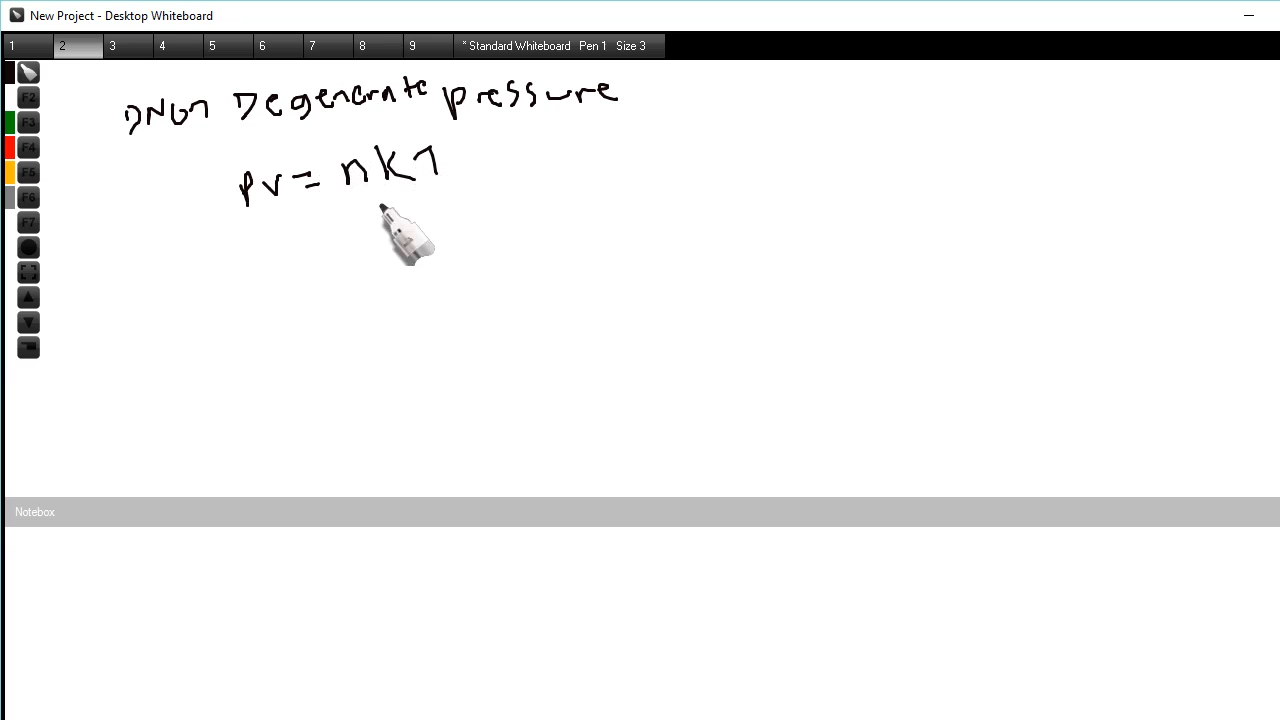 New Project - Desktop Whiteboard
1 2 3 4 5 6 7 8 9 * Standard Whiteboard Pen 1 Size 3
F2
F3
F4
F5
F6
F7
Degenerate pressure
pv = nkT
Notebox